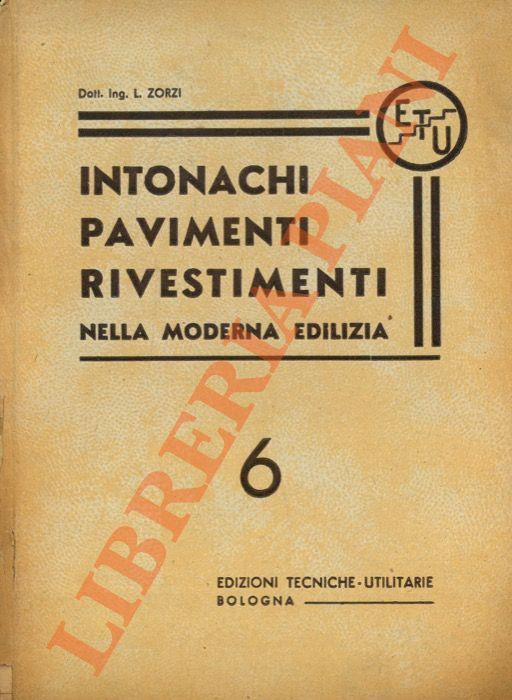 Dott. Ing. L. ZORZI
ETU
INTONACHI
PAVIMENTI
RIVESTIMENTI
NELLA MODERNA EDILIZIA
6
EDIZIONI TECNICHE-UTILITARIE
BOLOGNA
LIBRERIA PIANI